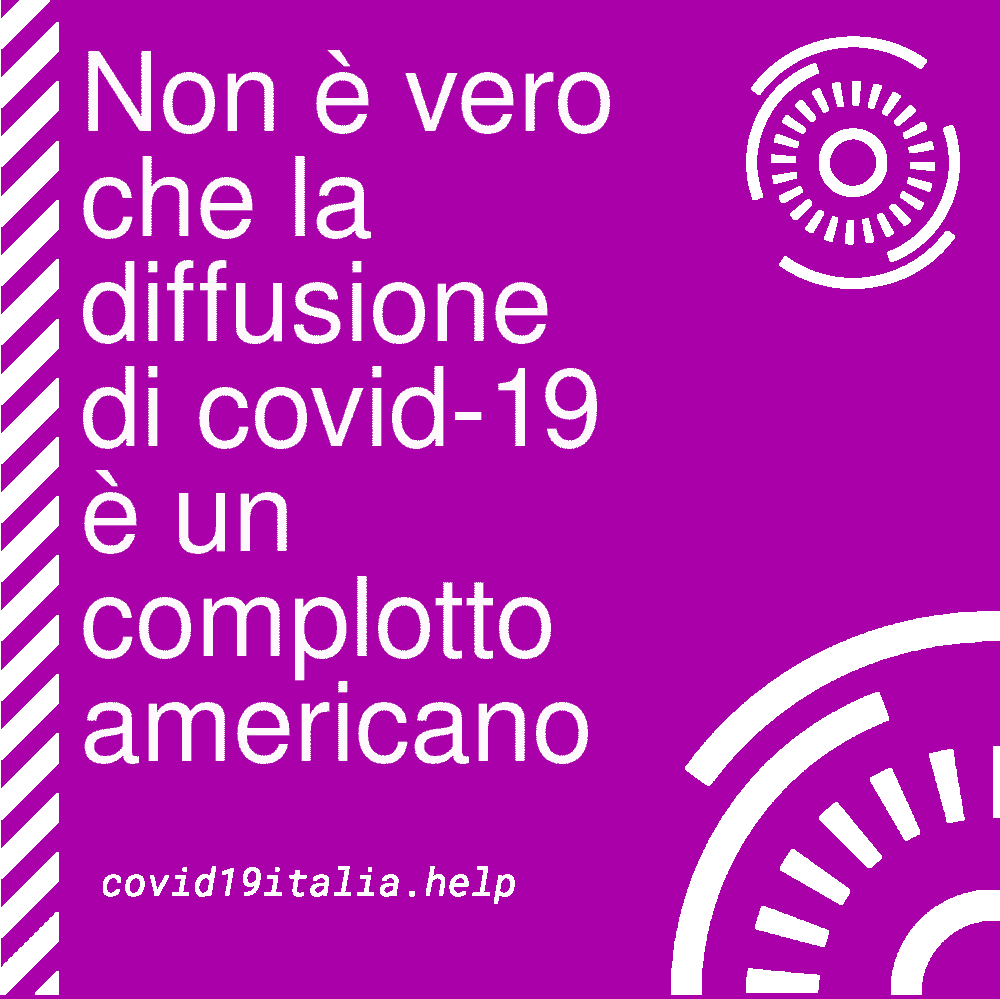 Non è vero
che la
diffusione
di covid-19
è un
complotto
americano
covid19italia.help